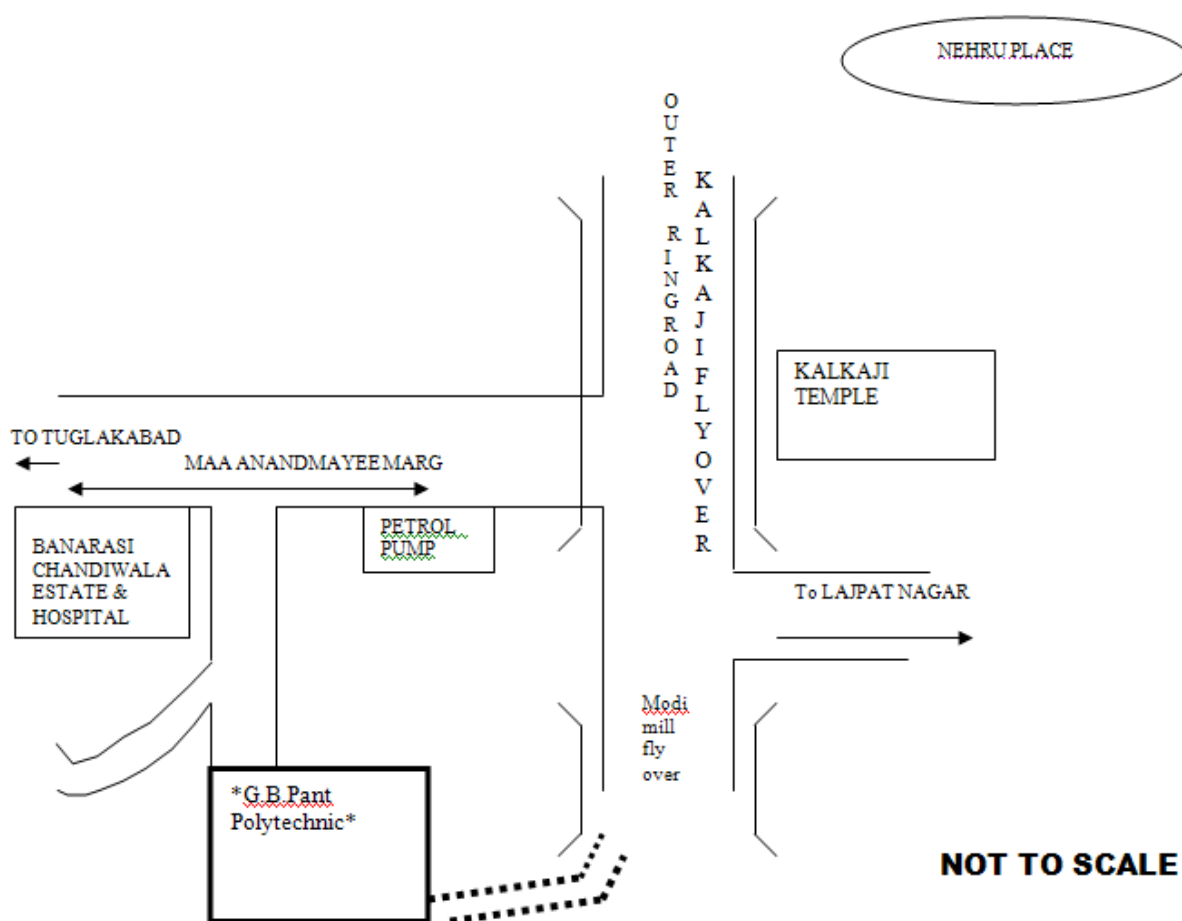 NEHRU PLACE
OUTER RINGROAD
KALKAJI FLYOVER
KALKAJI
TEMPLE
TO TUGLAKABAD
MAA ANANDMAYEE MARG
BANARASI
CHANDIWALA
ESTATE &
HOSPITAL
PETROL
PUMP
To LAJPAT NAGAR
Modi
mill
fly
over
*G.B.Pant
Polytechnic*
NOT TO SCALE